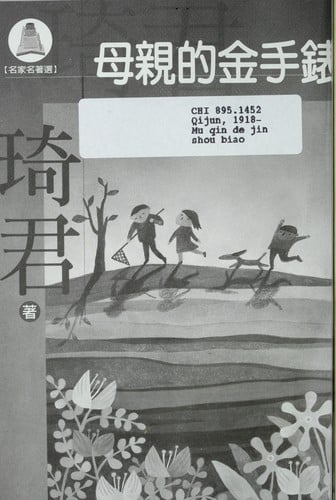 【名家名著選】
母親的金手錶
CHI 895.1452
Qijun, 1918-
Mu qin de jin
shou biao
琦君
著